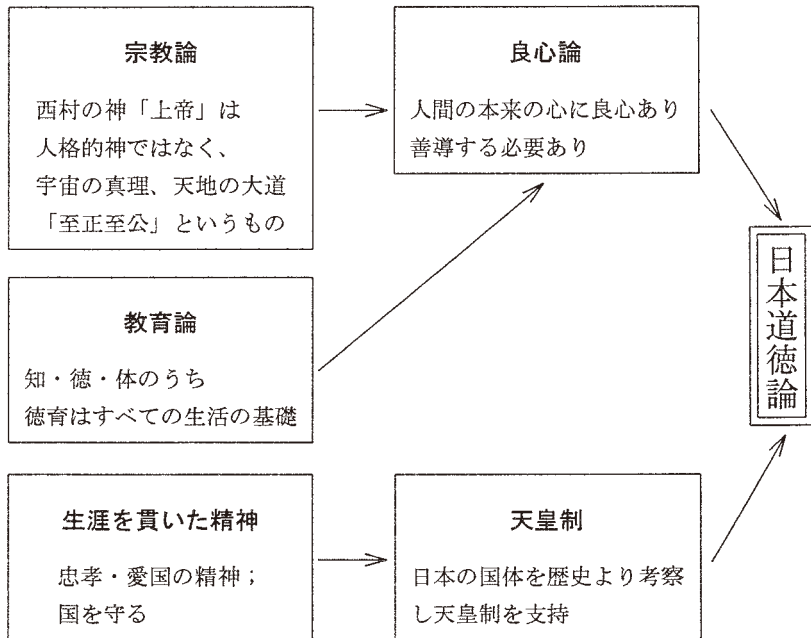 宗教論
西村の神「上帝」は
人格的神ではなく、
宇宙の真理、天地の大道
「至正至公」というもの
良心論
人間の本来の心に良心あり
善導する必要あり
教育論
知・徳・体のうち
徳育はすべての生活の基礎
生涯を貫いた精神
忠孝・愛国の精神；
国を守る
天皇制
日本の国体を歴史より考察
し天皇制を支持
日本道徳論